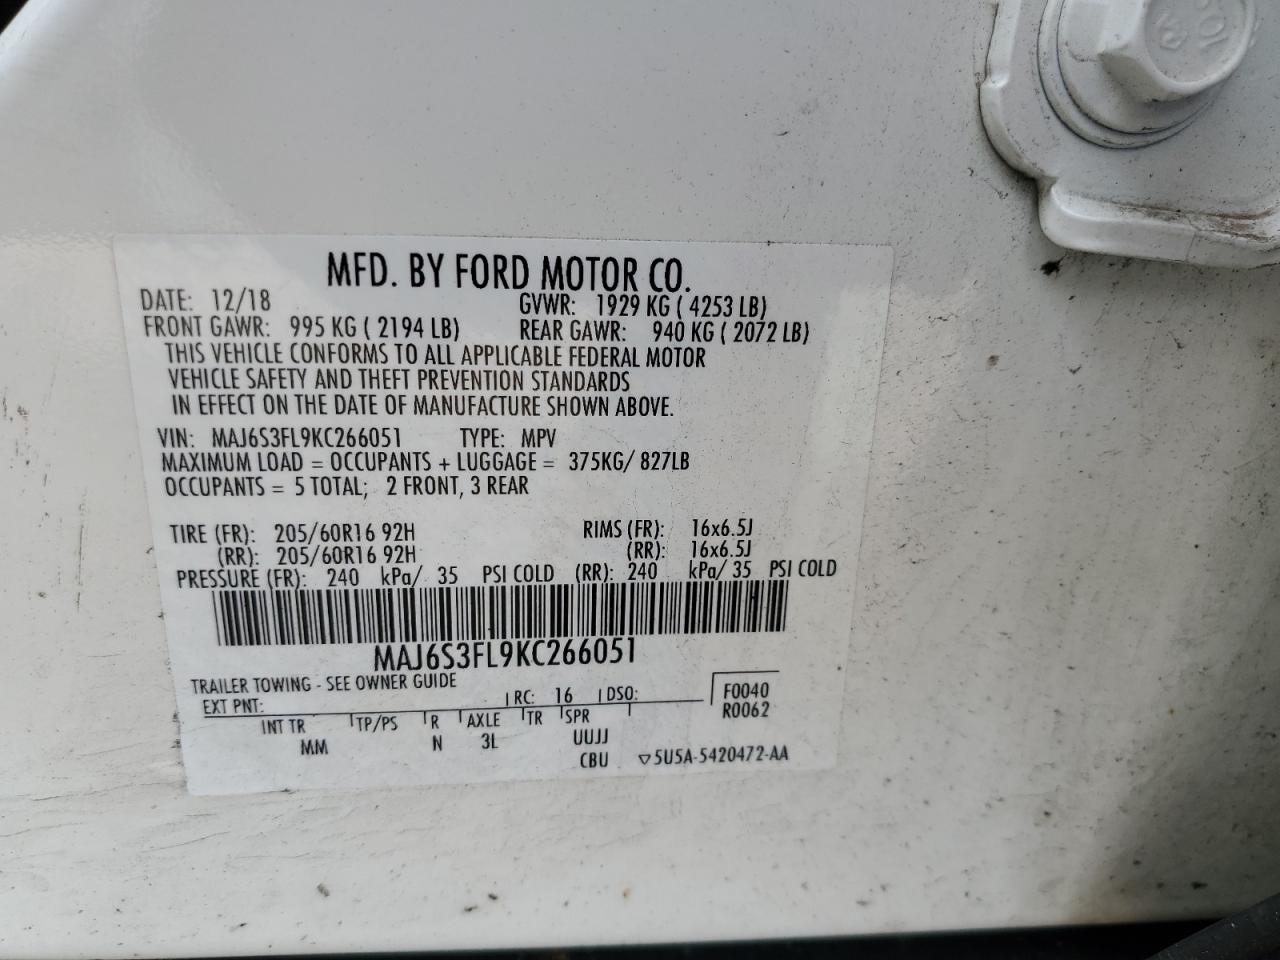 MFD. BY FORD MOTOR CO.
DATE: 12/18 GVWR: 1929 KG ( 4253 LB)
FRONT GAWR: 995 KG ( 2194 LB) REAR GAWR: 940 KG ( 2072 LB)
THIS VEHICLE CONFORMS TO ALL APPLICABLE FEDERAL MOTOR
VEHICLE SAFETY AND THEFT PREVENTION STANDARDS
IN EFFECT ON THE DATE OF MANUFACTURE SHOWN ABOVE.
VIN: MAJ6S3FL9KC266051 TYPE: MPV
MAXIMUM LOAD = OCCUPANTS + LUGGAGE = 375KG/ 827LB
OCCUPANTS = 5 TOTAL; 2 FRONT, 3 REAR
TIRE (FR): 205/60R16 92H RIMS (FR): 16x6.5J
(RR): 205/60R16 92H (RR): 16x6.5J
PRESSURE (FR): 240 kPa/ 35 PSI COLD (RR): 240 kPa/ 35 PSI COLD
MAJ6S3FL9KC266051
TRAILER TOWING - SEE OWNER GUIDE
EXT PNT: RC: 16 DSO: F0040
R0062
INT TR TP/PS R AXLE TR SPR
MM N 3L UUJJ
CBU ▽5U5A-5420472-AA